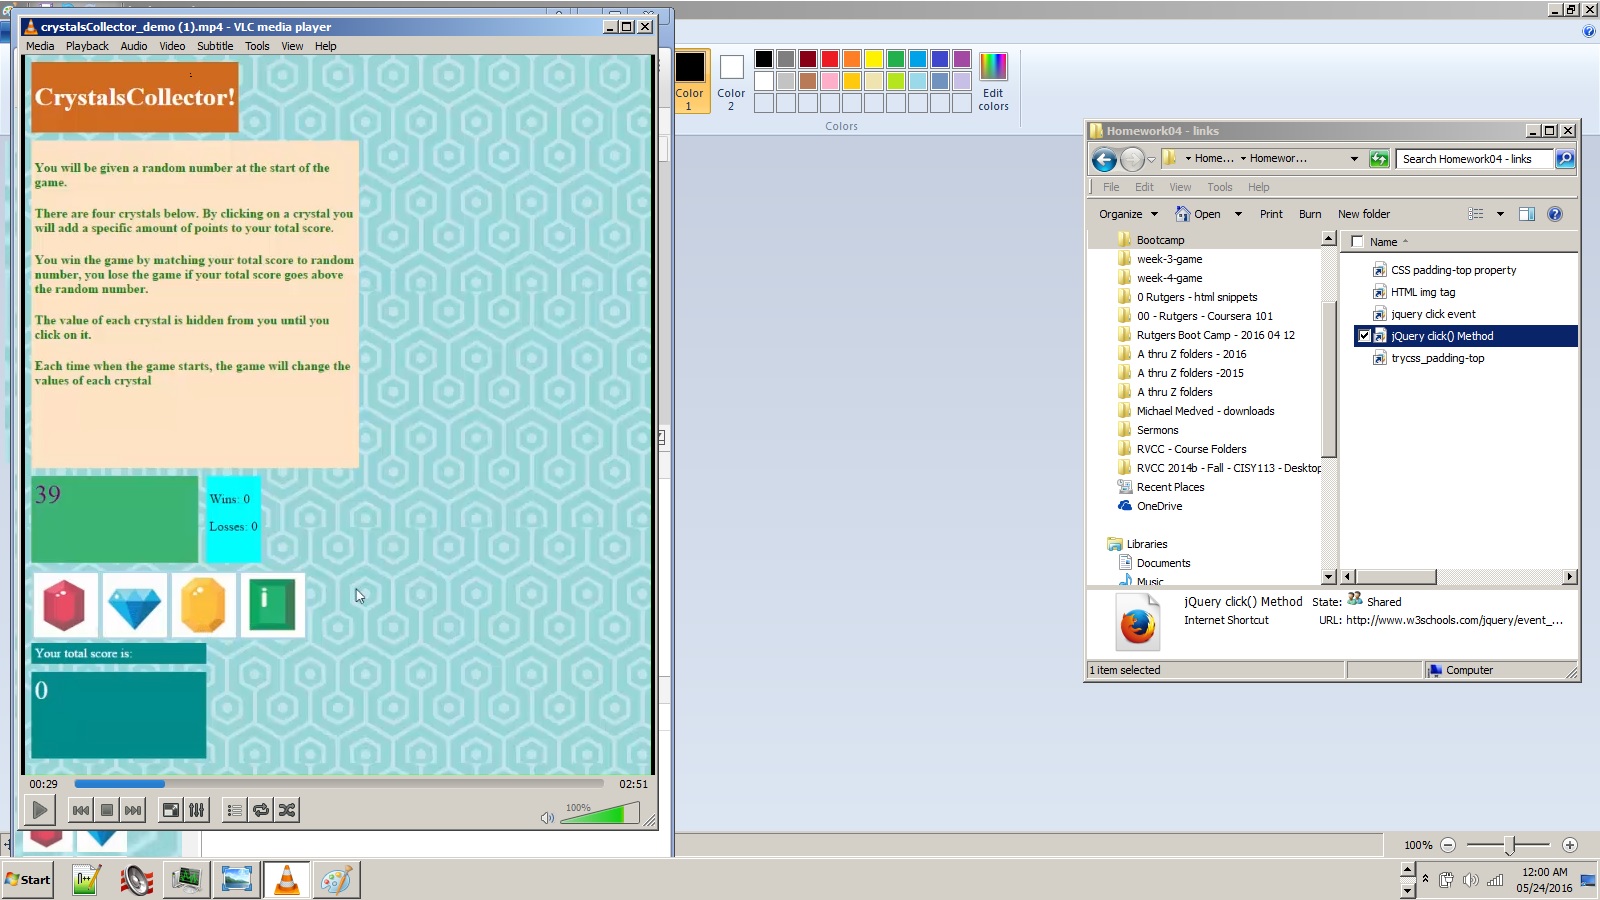 crystalsCollector_demo (1).mp4 - VLC media player
Media Playback Audio Video Subtitle Tools View Help
CrystalsCollector!
You will be given a random number at the start of the
game.
There are four crystals below. By clicking on a crystal you
will add a specific amount of points to your total score.
You win the game by matching your total score to random
number, you lose the game if your total score goes above
the random number.
The value of each crystal is hidden from you until you
click on it.
Each time when the game starts, the game will change the
values of each crystal
39
Wins: 0
Losses: 0
Your total score is:
0
00:29
02:51
100%
Color
1
Color
2
Edit
colors
Colors
Homework04 - links
Home... Homewor...
Search Homework04 - links
File Edit View Tools Help
Organize Open Print Burn New folder
Bootcamp
week-3-game
week-4-game
0 Rutgers - html snippets
00 - Rutgers - Coursera 101
Rutgers Boot Camp - 2016 04 12
A thru Z folders - 2016
A thru Z folders -2015
A thru Z folders
Michael Medved - downloads
Sermons
RVCC - Course Folders
RVCC 2014b - Fall - CISY113 - Desktop
Recent Places
OneDrive
Libraries
Documents
Music
Name
CSS padding-top property
HTML img tag
jquery click event
jQuery click() Method
trycss_padding-top
jQuery click() Method State: Shared
Internet Shortcut URL: http://www.w3schools.com/jquery/event_...
1 item selected
Computer
100%
Start
12:00 AM
05/24/2016